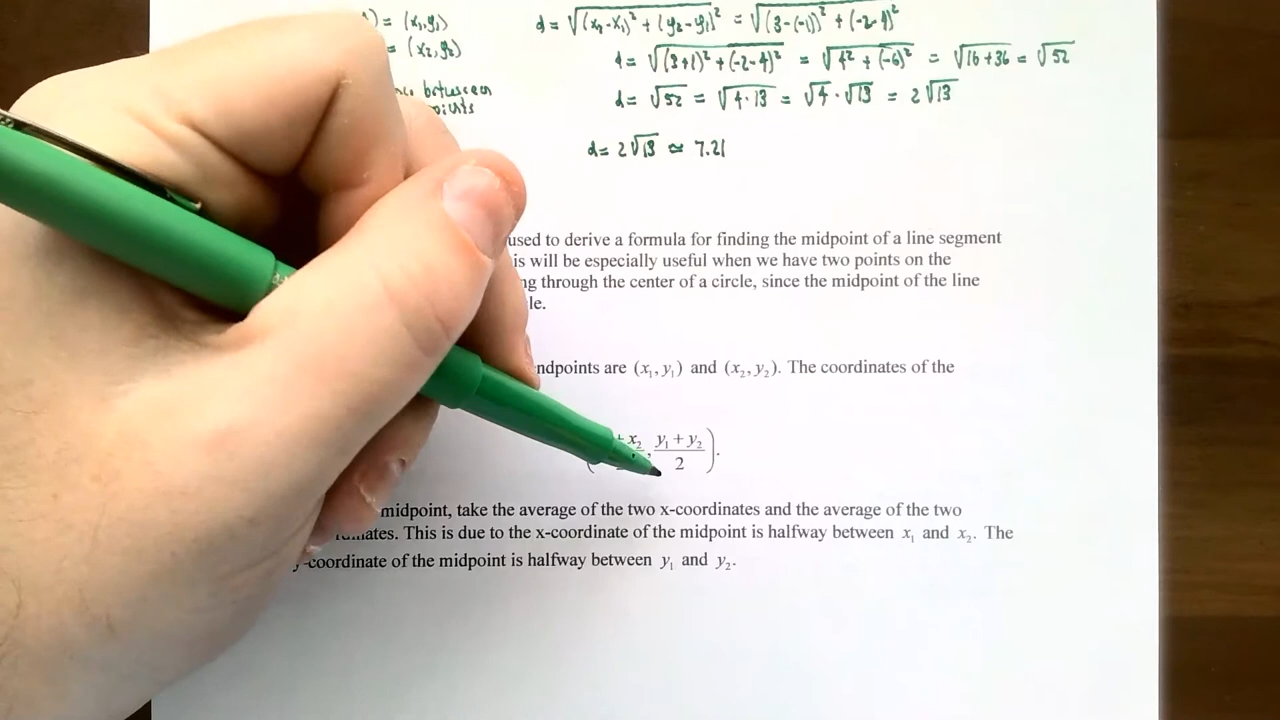 ) = (x₁,y₁)
= (x₂,y₂)
between
d = √(x₂-x₁)² + (y₂-y₁)² = √(3-(-1))² + (-2-4)²
d = √(3+1)² + (-2-4)² = √4² + (-6)² = √16+36 = √52
d = √52 = √4·13 = √4 · √13 = 2√13
d = 2√13 ≃ 7.21
used to derive a formula for finding the midpoint of a line segment
is will be especially useful when we have two points on the
ng through the center of a circle, since the midpoint of the line
le.
ndpoints are (x₁, y₁) and (x₂, y₂). The coordinates of the
x₂, (y₁ + y₂)/2).
midpoint, take the average of the two x-coordinates and the average of the two
ates. This is due to the x-coordinate of the midpoint is halfway between x₁ and x₂. The
y-coordinate of the midpoint is halfway between y₁ and y₂.